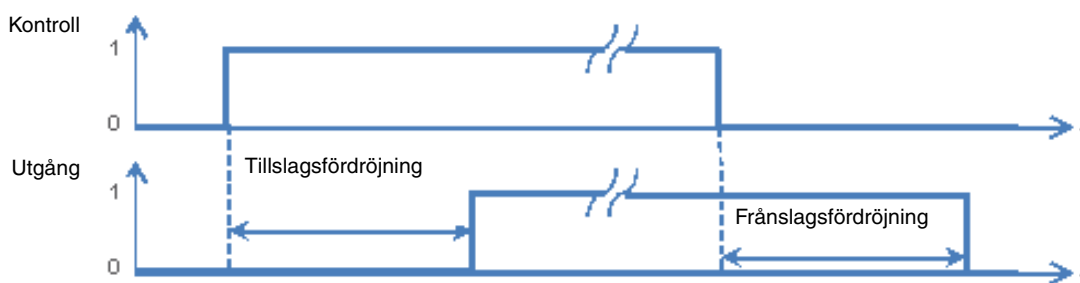 Kontroll
1
0
Utgång
Tillslagsfördröjning
1
Frånslagsfördröjning
0